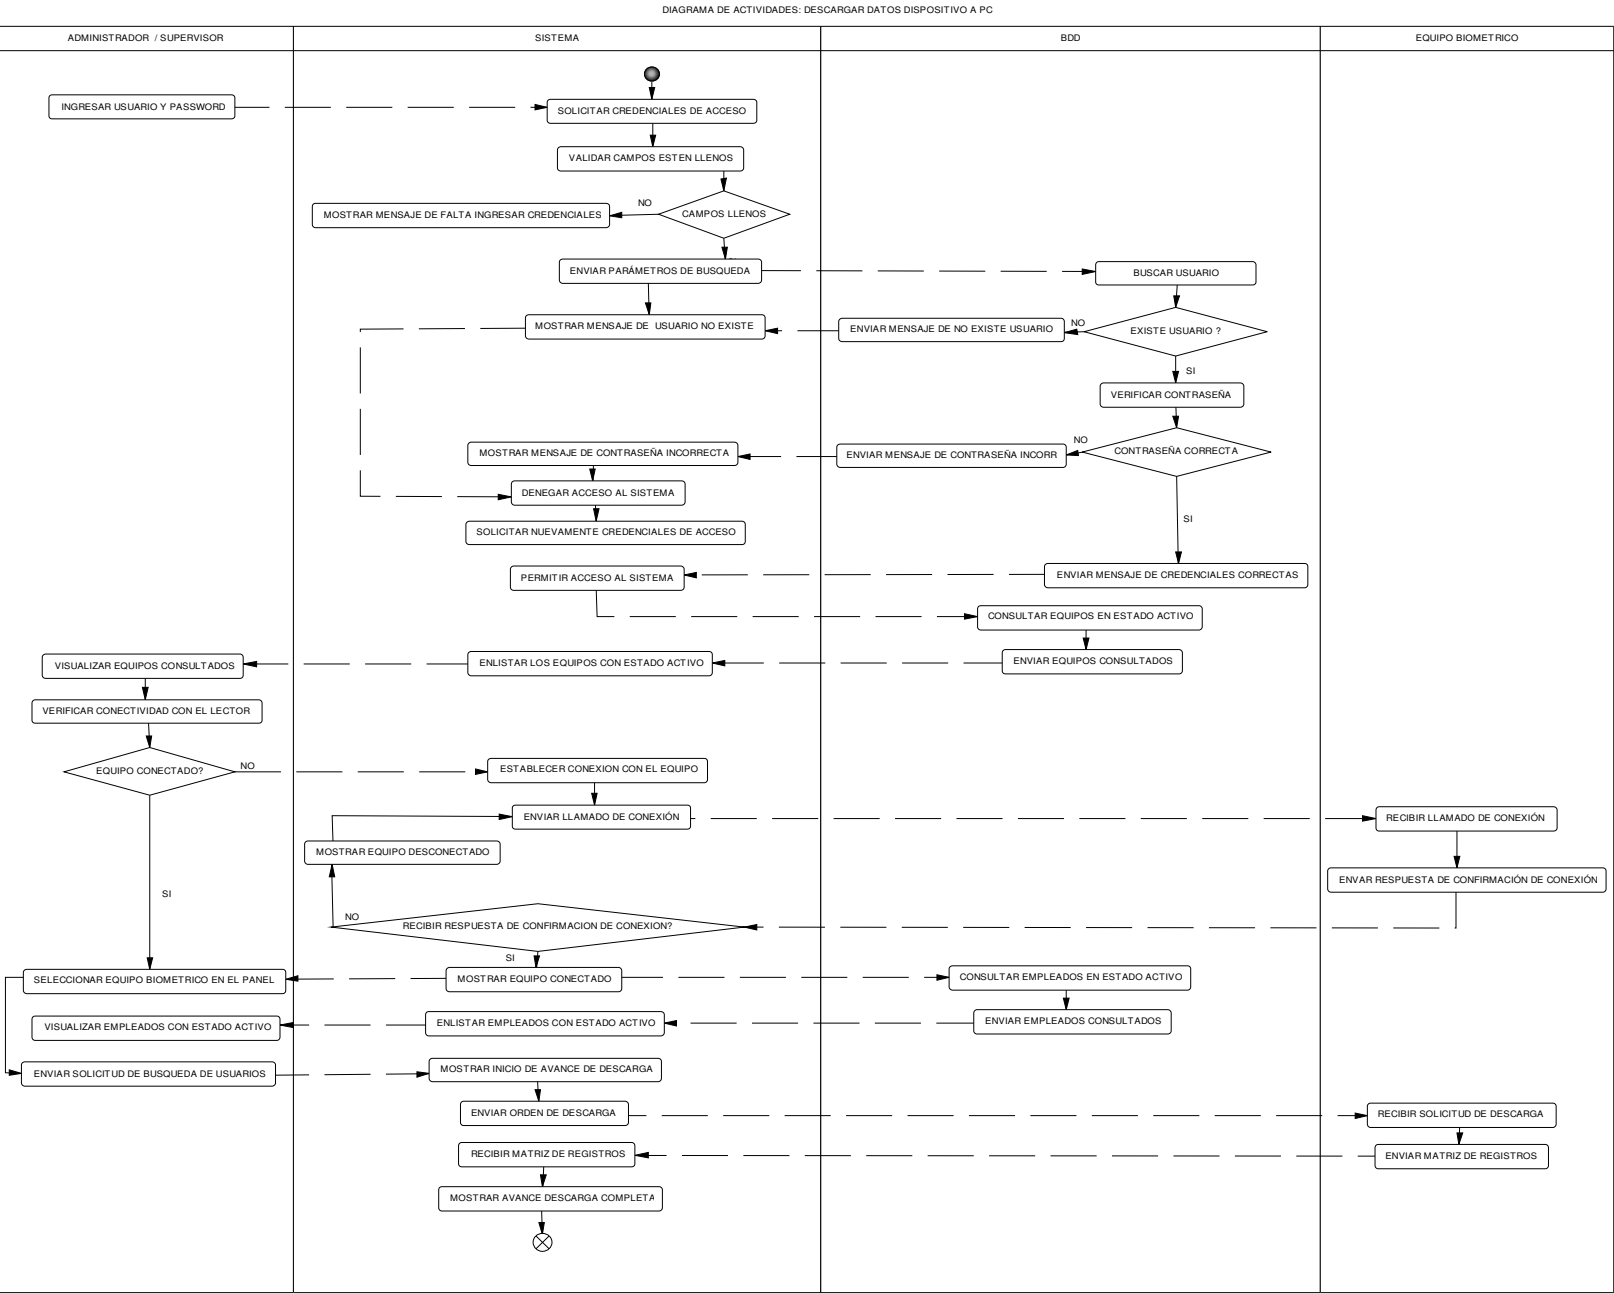 DIAGRAMA DE ACTIVIDADES: DESCARGAR DATOS DISPOSITIVO A PC
ADMINISTRADOR / SUPERVISOR
SISTEMA
BDD
EQUIPO BIOMETRICO
INGRESAR USUARIO Y PASSWORD
SOLICITAR CREDENCIALES DE ACCESO
VALIDAR CAMPOS ESTEN LLENOS
CAMPOS LLENOS
NO
MOSTRAR MENSAJE DE FALTA INGRESAR CREDENCIALES
ENVIAR PARÁMETROS DE BUSQUEDA
BUSCAR USUARIO
MOSTRAR MENSAJE DE USUARIO NO EXISTE
ENVIAR MENSAJE DE NO EXISTE USUARIO
NO
EXISTE USUARIO ?
SI
VERIFICAR CONTRASEÑA
MOSTRAR MENSAJE DE CONTRASEÑA INCORRECTA
ENVIAR MENSAJE DE CONTRASEÑA INCORR
NO
CONTRASEÑA CORRECTA
DENEGAR ACCESO AL SISTEMA
SI
SOLICITAR NUEVAMENTE CREDENCIALES DE ACCESO
PERMITIR ACCESO AL SISTEMA
ENVIAR MENSAJE DE CREDENCIALES CORRECTAS
CONSULTAR EQUIPOS EN ESTADO ACTIVO
VISUALIZAR EQUIPOS CONSULTADOS
ENLISTAR LOS EQUIPOS CON ESTADO ACTIVO
ENVIAR EQUIPOS CONSULTADOS
VERIFICAR CONECTIVIDAD CON EL LECTOR
EQUIPO CONECTADO?
NO
ESTABLECER CONEXION CON EL EQUIPO
ENVIAR LLAMADO DE CONEXIÓN
RECIBIR LLAMADO DE CONEXIÓN
MOSTRAR EQUIPO DESCONECTADO
ENVAR RESPUESTA DE CONFIRMACIÓN DE CONEXIÓN
SI
NO
RECIBIR RESPUESTA DE CONFIRMACION DE CONEXION?
SI
SELECCIONAR EQUIPO BIOMETRICO EN EL PANEL
MOSTRAR EQUIPO CONECTADO
CONSULTAR EMPLEADOS EN ESTADO ACTIVO
VISUALIZAR EMPLEADOS CON ESTADO ACTIVO
ENLISTAR EMPLEADOS CON ESTADO ACTIVO
ENVIAR EMPLEADOS CONSULTADOS
ENVIAR SOLICITUD DE BUSQUEDA DE USUARIOS
MOSTRAR INICIO DE AVANCE DE DESCARGA
ENVIAR ORDEN DE DESCARGA
RECIBIR SOLICITUD DE DESCARGA
RECIBIR MATRIZ DE REGISTROS
ENVIAR MATRIZ DE REGISTROS
MOSTRAR AVANCE DESCARGA COMPLETA